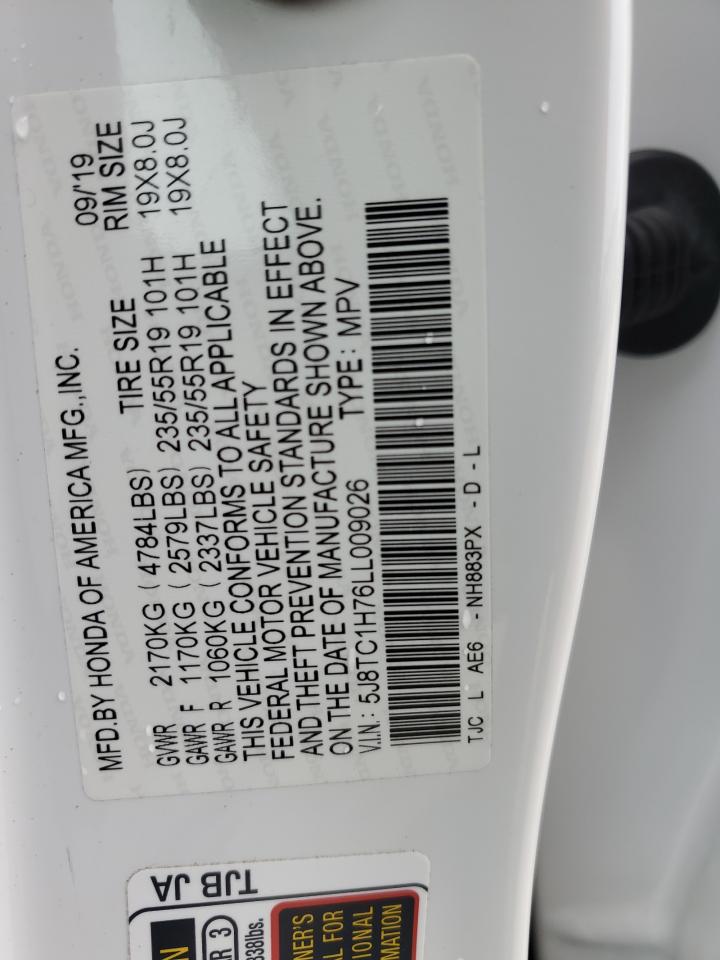 MFD.BY HONDA OF AMERICA MFG.,INC. 09/'19
TIRE SIZE RIM SIZE
GVWR 2170KG ( 4784LBS)
GAWR F 1170KG ( 2579LBS) 235/55R19 101H 19X8.0J
GAWR R 1060KG ( 2337LBS) 235/55R19 101H 19X8.0J
THIS VEHICLE CONFORMS TO ALL APPLICABLE
FEDERAL MOTOR VEHICLE SAFETY
AND THEFT PREVENTION STANDARDS IN EFFECT
ON THE DATE OF MANUFACTURE SHOWN ABOVE.
V.I.N.: 5J8TC1H76LL009026 TYPE: MPV
TJC L AE6 -NH883PX - D - L
TJB JA